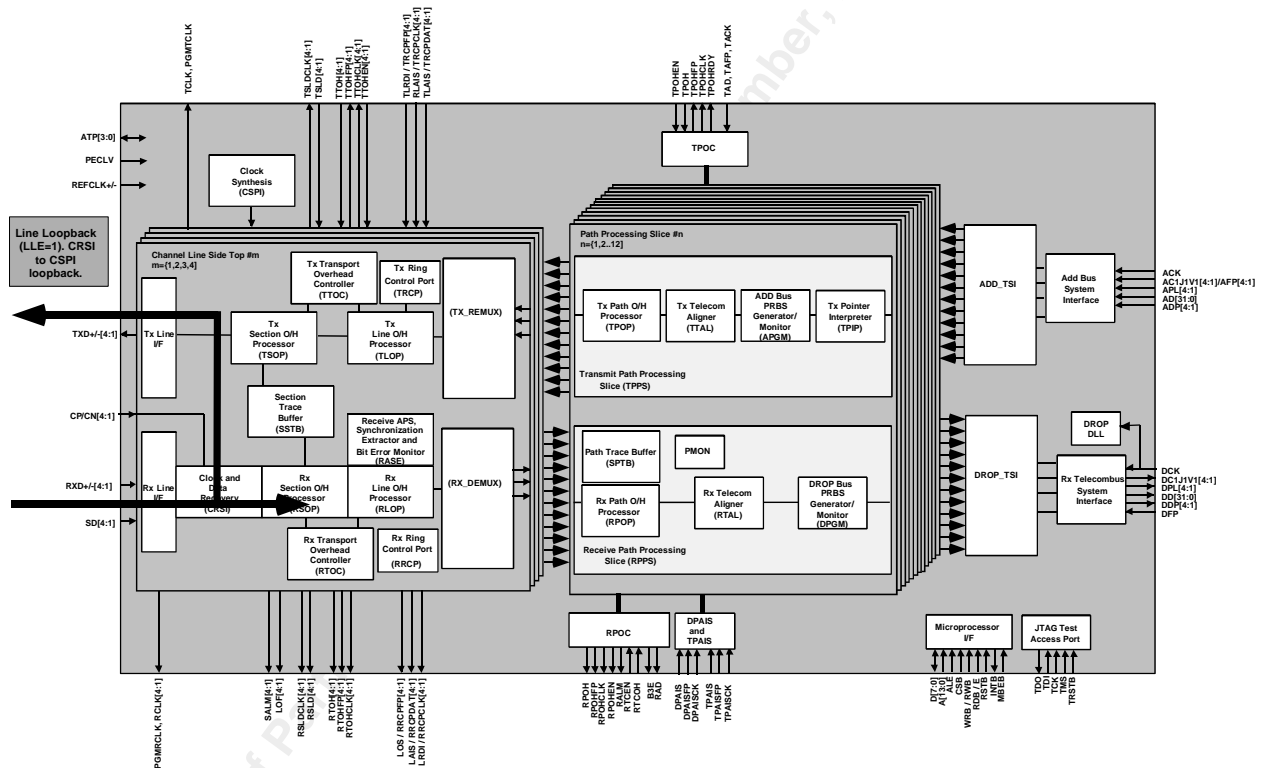 TCLK, PGMTCLK
TSLDCLK[4:1]
TSLD[4:1]
TTOH[4:1]
TTOHFP[4:1]
TTOHCLK[4:1]
TTOHEN[4:1]
TLRDI / TRCPFP[4:1]
RLAIS / TRCPCLK[4:1]
TLAIS / TRCPDAT[4:1]
TPOHEN
TPOH
TPOHFP
TPOHCLK
TPOHRDY
TAD, TAFP, TACK
ember,
ATP[3:0]
PECLV
REFCLK+/-
Clock
Synthesis
(CSPI)
TPOC
Line Loopback
(LLE=1). CRSI
to CSPI
loopback.
Channel Line Side Top #m
m={1,2,3,4]
Tx Transport
Overhead
Controller
(TTOC)
Tx Ring
Control Port
(TRCP)
Tx Line
I/F
Tx
Section O/H
Processor
(TSOP)
Tx
Line O/H
Processor
(TLOP)
(TX_REMUX)
TXD+/-[4:1]
Section
Trace
Buffer
(SSTB)
Receive APS,
Synchronization
Extractor and
Bit Error Monitor
(RASE)
CP/CN[4:1]
Rx Line
I/F
Clock and
Data
Recovery
(CRSI)
Rx
Section O/H
Processor
(RSOP)
Rx
Line O/H
Processor
(RLOP)
(RX_DEMUX)
RXD+/-[4:1]
SD[4:1]
Rx Transport
Overhead
Controller
(RTOC)
Rx Ring
Control Port
(RRCP)
Path Processing Slice #n
n={1,2..12]
Tx Path O/H
Processor
(TPOP)
Tx Telecom
Aligner
(TTAL)
ADD Bus
PRBS
Generator/
Monitor
(APGM)
Tx Pointer
Interpreter
(TPIP)
Transmit Path Processing
Slice (TPPS)
Path Trace Buffer
(SPTB)
PMON
Rx Path O/H
Processor
(RPOP)
Rx Telecom
Aligner
(RTAL)
DROP Bus
PRBS
Generator/
Monitor
(DPGM)
Receive Path Processing
Slice (RPPS)
ADD_TSI
Add Bus
System
Interface
ACK
AC1J1V1[4:1]/AFP[4:1]
APL[4:1]
AD[31:0]
ADP[4:1]
DROP_TSI
DROP
DLL
Rx Telecombus
System
Interface
DCK
DC1J1V1[4:1]
DPL[4:1]
DD[31:0]
DDP[4:1]
DFP
RPOC
DPAIS
and
TPAIS
Microprocessor
I/F
JTAG Test
Access Port
PGMRCLK, RCLK[4:1]
SALM[4:1]
LOF[4:1]
RSLDCLK[4:1]
RSLD[4:1]
RTOH[4:1]
RTOHFP[4:1]
RTOHCLK[4:1]
LOS / RRCPFP[4:1]
LAIS / RRCPDAT[4:1]
LRDI / RRCPCLK[4:1]
RPOH
RPOHFP
RPOHCLK
RPOHEN
RALM
RTCEN
RTCOH
B3E
RAD
DPAIS
DPAISFP
DPAISCK
TPAIS
TPAISFP
TPAISCK
D[7:0]
A[13:0]
ALE
CSB
WRB / RWB
RDB / E
RSTB
INTB
MBEB
TDO
TDI
TCK
TMS
TRSTB